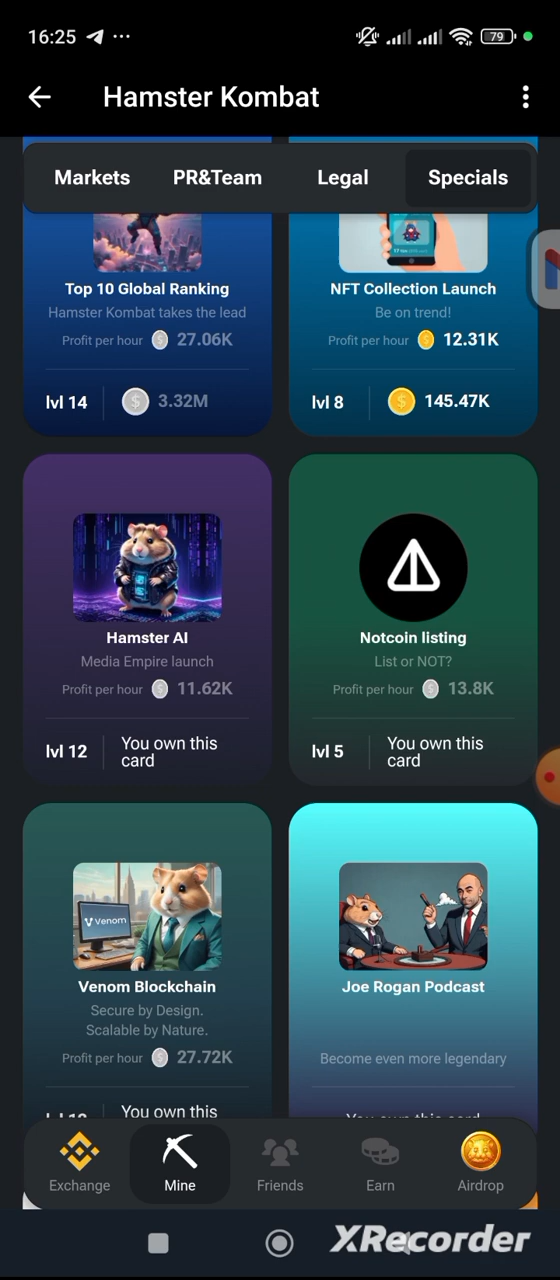 16:25
79
Hamster Kombat
Markets PR&Team Legal Specials
Top 10 Global Ranking
Hamster Kombat takes the lead
Profit per hour 27.06K
lvl 14 3.32M
NFT Collection Launch
Be on trend!
Profit per hour 12.31K
lvl 8 145.47K
Hamster AI
Media Empire launch
Profit per hour 11.62K
lvl 12 You own this
card
Notcoin listing
List or NOT?
Profit per hour 13.8K
lvl 5 You own this
card
Venom
Venom Blockchain
Secure by Design.
Scalable by Nature.
Profit per hour 27.72K
You own this
Joe Rogan Podcast
Become even more legendary
You own this card
Exchange Mine Friends Earn Airdrop
XRecorder